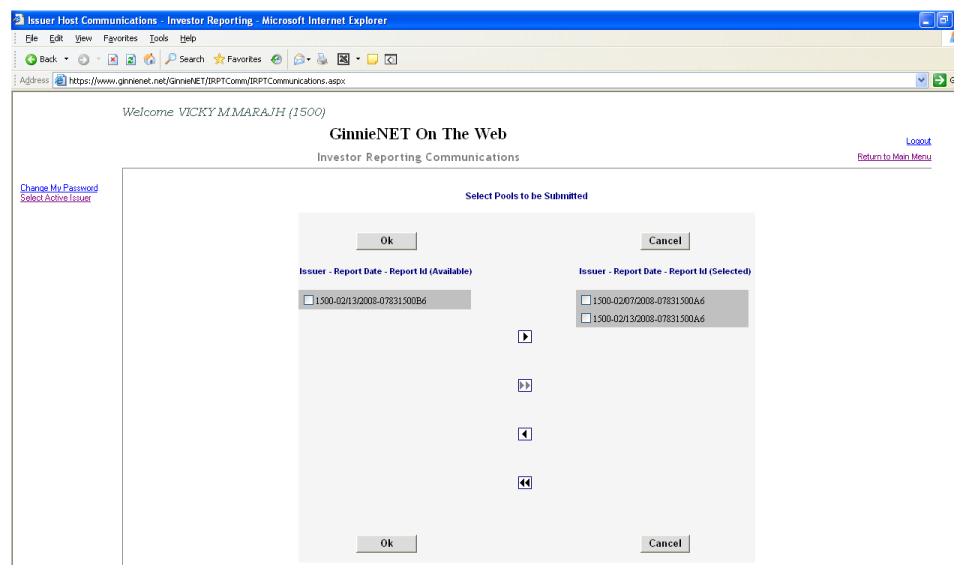 Issuer Host Communications - Investor Reporting - Microsoft Internet Explorer
File Edit View Favorites Tools Help
Back Search Favorites
Address https://www.ginnienet.net/GinnieNET/IRPTComm/IRPTCommunications.aspx
Welcome VICKY M.MARAJH (1500)
GinnieNET On The Web
Logout
Investor Reporting Communications
Return to Main Menu
Change My Password
Select Active Issuer
Select Pools to be Submitted
Ok Cancel
Issuer - Report Date - Report Id (Available) Issuer - Report Date - Report Id (Selected)
1500-02/13/2008-07831500B6 1500-02/07/2008-07831500A6
1500-02/13/2008-07831500A6
Ok Cancel